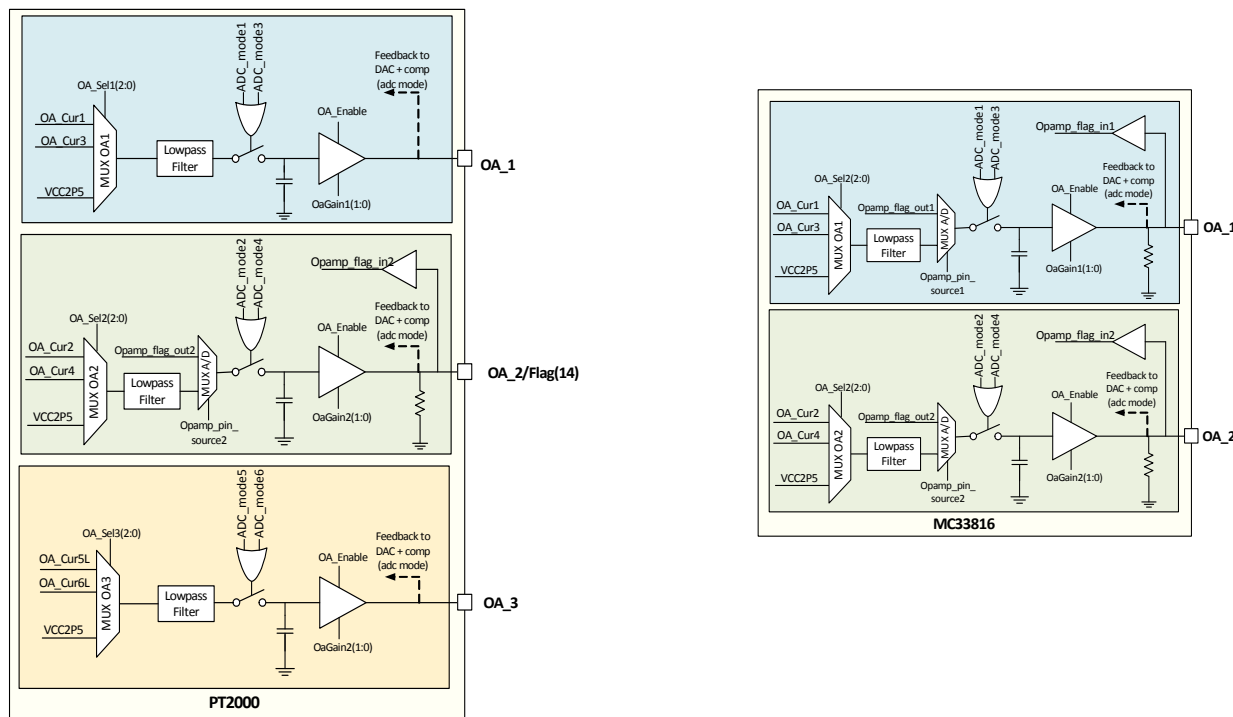 ADC_mode1
ADC_mode3
Feedback to
DAC + comp
(adc mode)
OA_Sel1(2:0)
OA_Enable
OA_Cur1
OA_Cur3
MUX OA1
Lowpass
Filter
VCC2P5
OaGain1(1:0)
OA_1
ADC_mode2
ADC_mode4
Opamp_flag_in2
Feedback to
DAC + comp
(adc mode)
OA_Sel2(2:0)
OA_Enable
OA_Cur2
Opamp_flag_out2
OA_Cur4
MUX OA2
MUX A/D
Lowpass
Filter
VCC2P5
OaGain2(1:0)
Opamp_pin_
source2
OA_2/Flag(14)
ADC_mode5
ADC_mode6
Feedback to
DAC + comp
(adc mode)
OA_Sel3(2:0)
OA_Enable
OA_Cur5L
OA_Cur6L
MUX OA3
Lowpass
Filter
VCC2P5
OaGain2(1:0)
OA_3
PT2000
ADC_mode1
ADC_mode3
Opamp_flag_in1
Feedback to
DAC + comp
(adc mode)
OA_Sel2(2:0)
OA_Enable
OA_Cur1
Opamp_flag_out1
OA_Cur3
MUX OA1
MUX A/D
Lowpass
Filter
VCC2P5
OaGain1(1:0)
Opamp_pin_
source1
OA_1
ADC_mode2
ADC_mode4
Opamp_flag_in2
Feedback to
DAC + comp
(adc mode)
OA_Sel2(2:0)
OA_Enable
OA_Cur2
Opamp_flag_out2
OA_Cur4
MUX OA2
MUX A/D
Lowpass
Filter
VCC2P5
OaGain2(1:0)
Opamp_pin_
source2
OA_2
MC33816